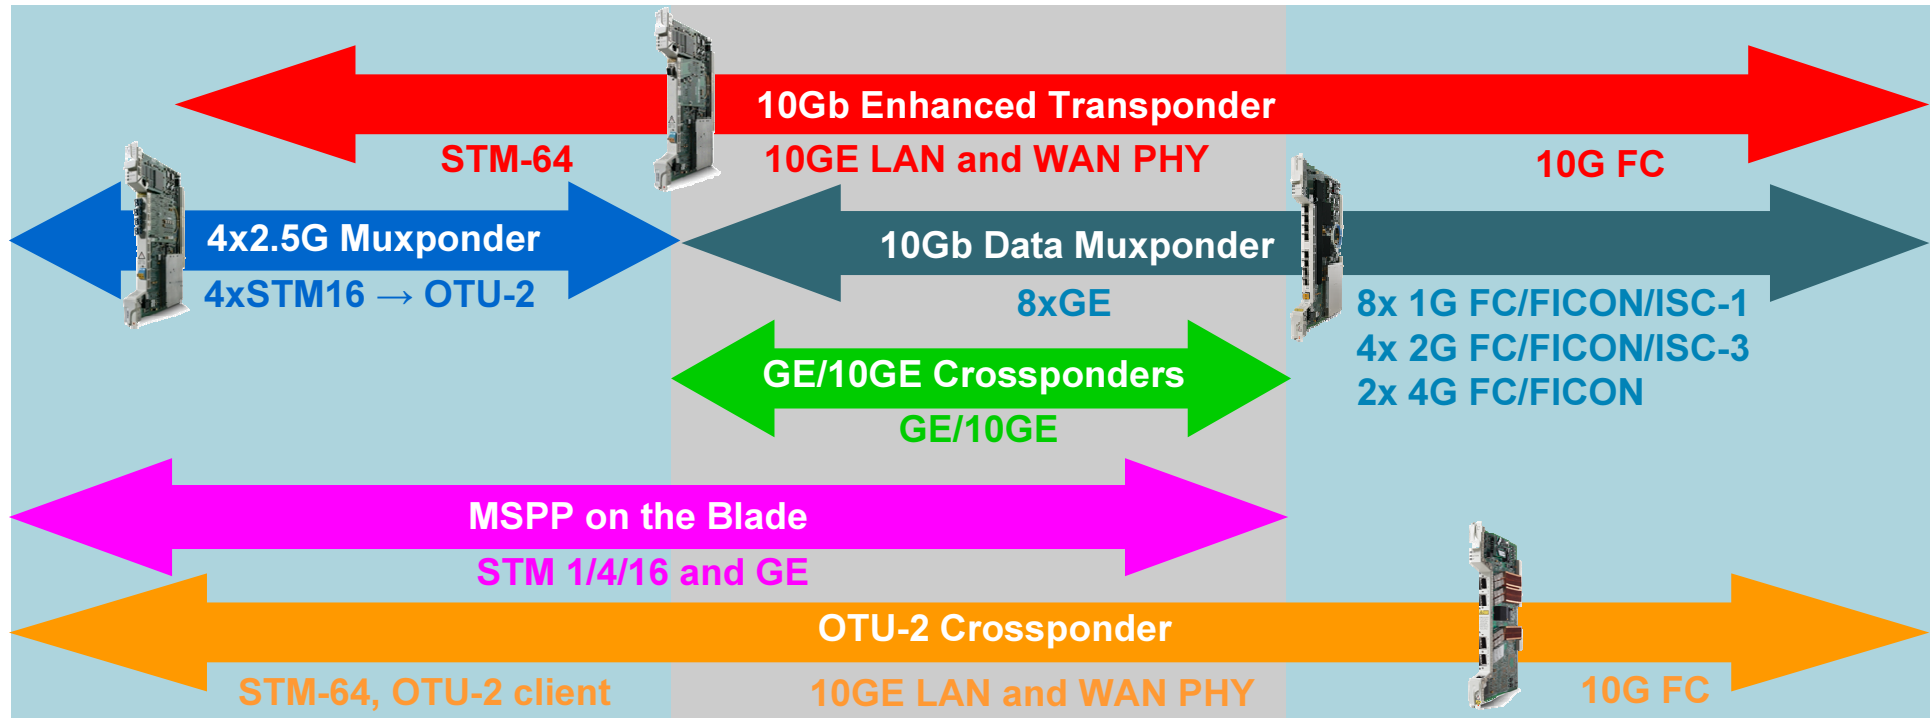 10Gb Enhanced Transponder
STM-64
10GE LAN and WAN PHY
10G FC
4x2.5G Muxponder
4xSTM16 → OTU-2
10Gb Data Muxponder
8xGE
8x 1G FC/FICON/ISC-1
4x 2G FC/FICON/ISC-3
2x 4G FC/FICON
GE/10GE Crossponders
GE/10GE
MSPP on the Blade
STM 1/4/16 and GE
OTU-2 Crossponder
STM-64, OTU-2 client
10GE LAN and WAN PHY
10G FC